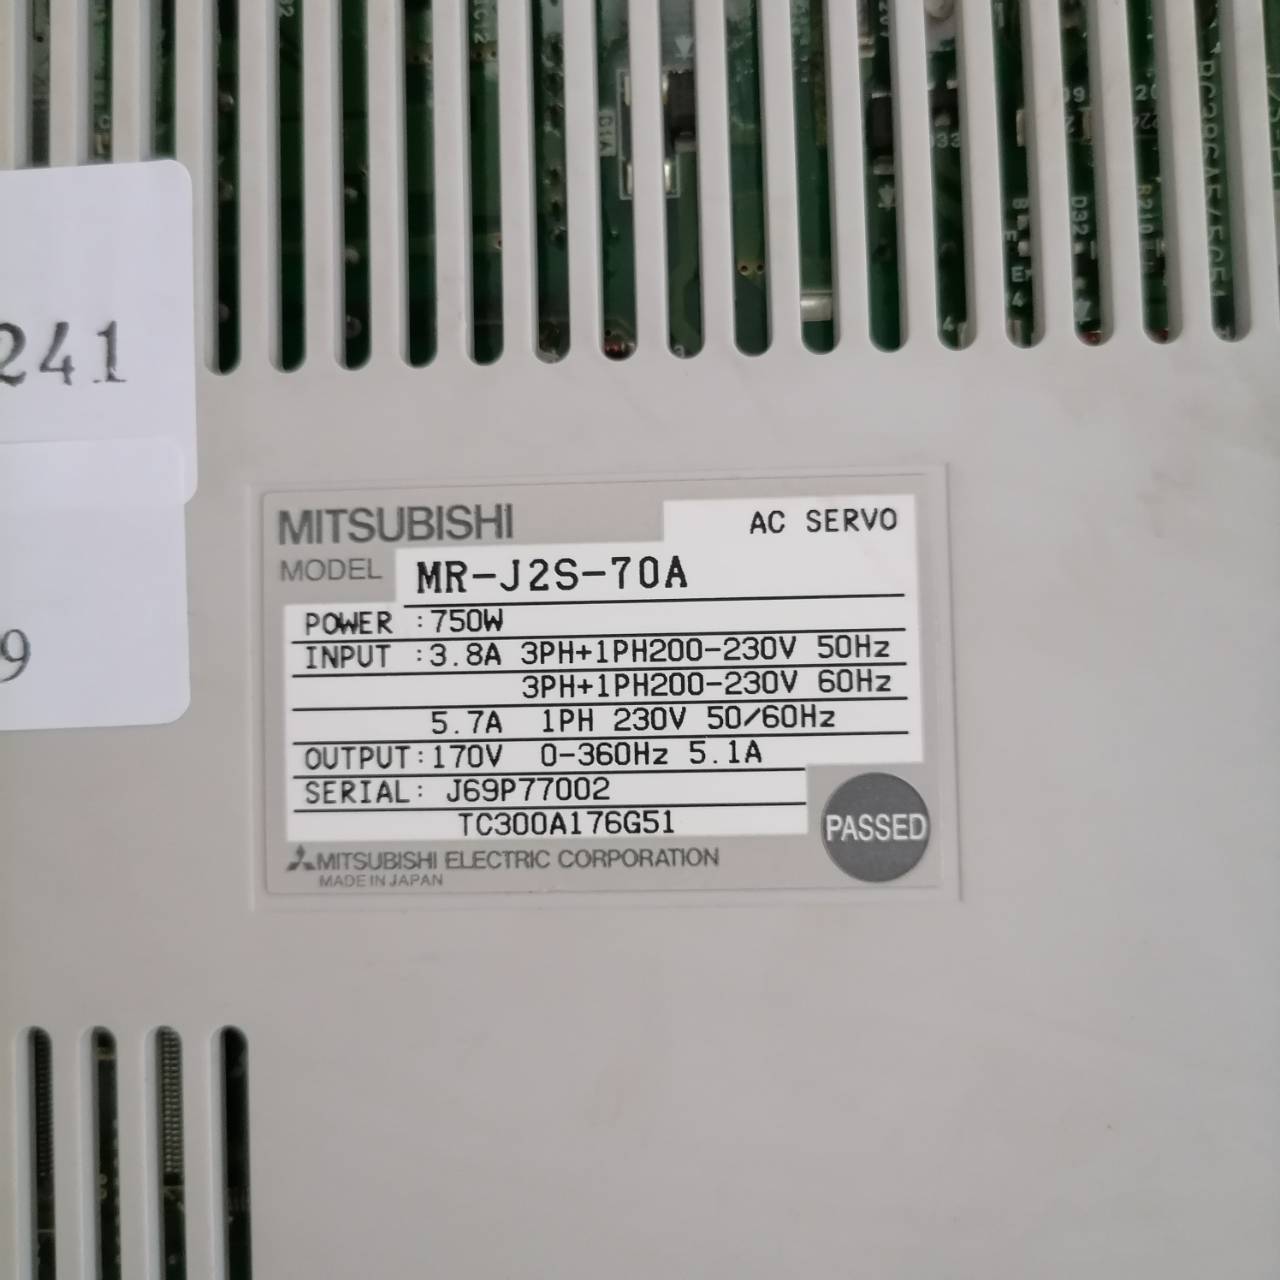 241
9
MITSUBISHI
AC SERVO
MODEL MR-J2S-70A
POWER :750W
INPUT :3.8A 3PH+1PH200-230V 50Hz
3PH+1PH200-230V 60Hz
5.7A 1PH 230V 50/60Hz
OUTPUT:170V 0-360Hz 5.1A
SERIAL: J69P77002
TC300A176G51
PASSED
MITSUBISHI ELECTRIC CORPORATION
MADE IN JAPAN